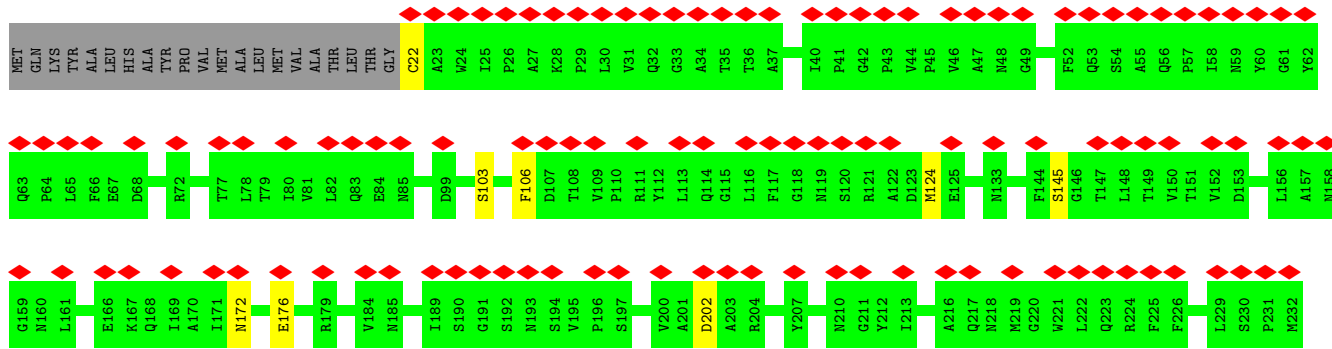 MET GLN LYS TYR ALA LEU HIS ALA TYR PRO VAL MET ALA LEU MET VAL ALA THR LEU THR GLY C22 A23 W24 I25 P26 A27 K28 P29 L30 V31 Q32 G33 A34 T35 T36 A37 I40 P41 G42 P43 V44 P45 V46 A47 N48 G49 F52 Q53 S54 A55 Q56 P57 I58 N59 Y60 G61 Y62
Q63 P64 L65 F66 E67 D68 R72 T77 L78 T79 I80 V81 L82 Q83 E84 N85 D99 S103 F106 D107 T108 V109 P110 R111 Y112 L113 Q114 G115 L116 F117 G118 N119 S120 R121 A122 D123 M124 E125 N133 F144 S145 G146 T147 L148 T149 V150 T151 V152 D153 L156 A157 N158
G159 N160 L161 E166 K167 Q168 I169 A170 I171 N172 E176 R179 V184 N185 I189 S190 G191 S192 N193 S194 V195 P196 S197 V200 A201 D202 A203 R204 Y207 N210 G211 Y212 I213 A216 Q217 N218 M219 G220 W221 L222 Q223 R224 F225 F226 L229 S230 P231 M232